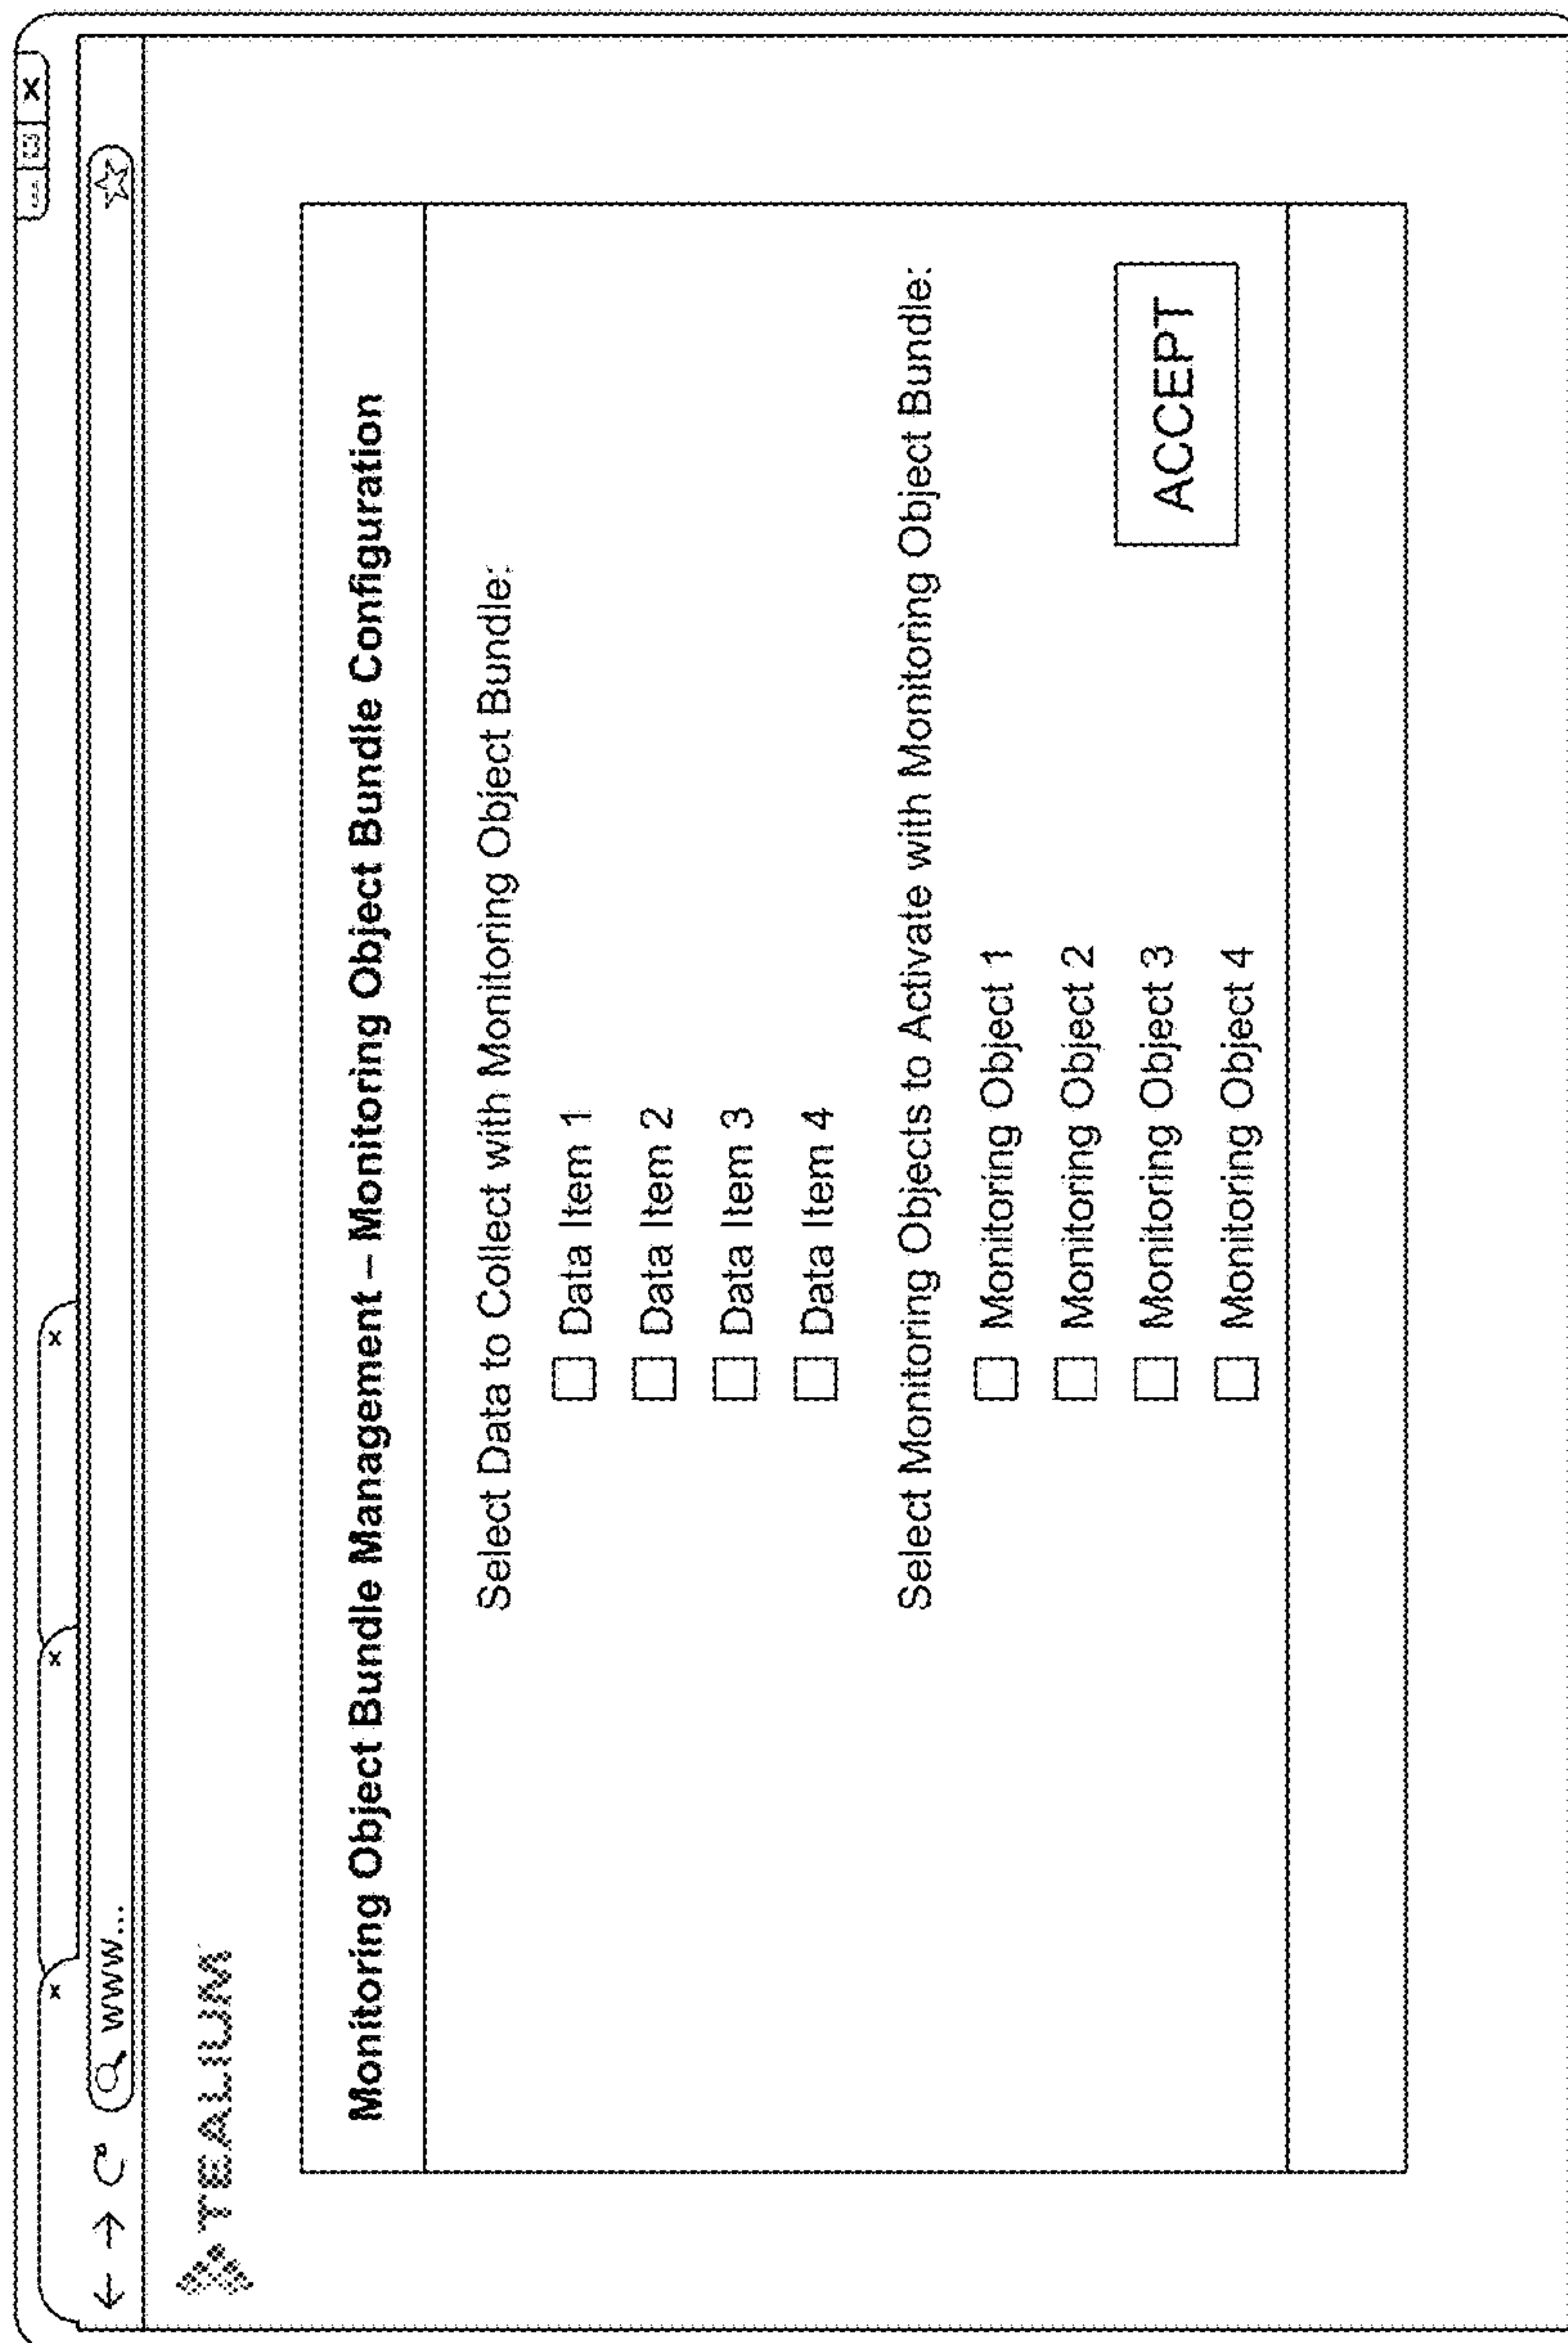 www...
TEALIUM
Monitoring Object Bundle Management – Monitoring Object Bundle Configuration
Select Data to Collect with Monitoring Object Bundle:
Data Item 1
Data Item 2
Data Item 3
Data Item 4
Select Monitoring Objects to Activate with Monitoring Object Bundle:
Monitoring Object 1
Monitoring Object 2
Monitoring Object 3
Monitoring Object 4
ACCEPT